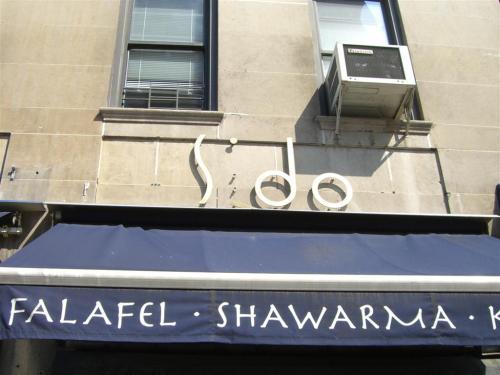 Sido
FALAFEL · SHAWARMA · K